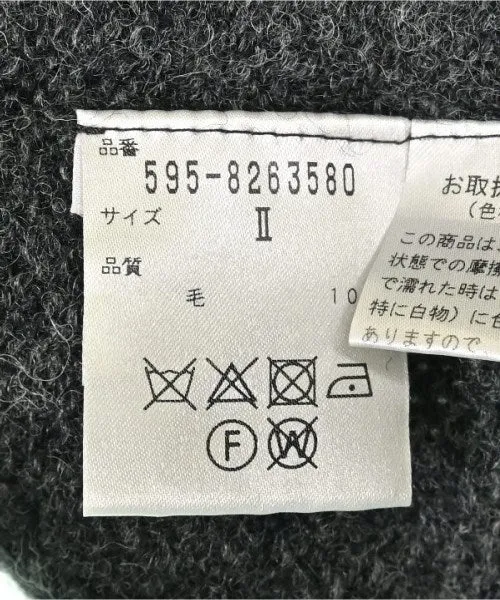 品番
595-8263580
サイズ
II
品質
毛 10
F
W
お取扱
(色
この商品は
状態での摩擦
で濡れた時は
特に白物)に色
ありますので